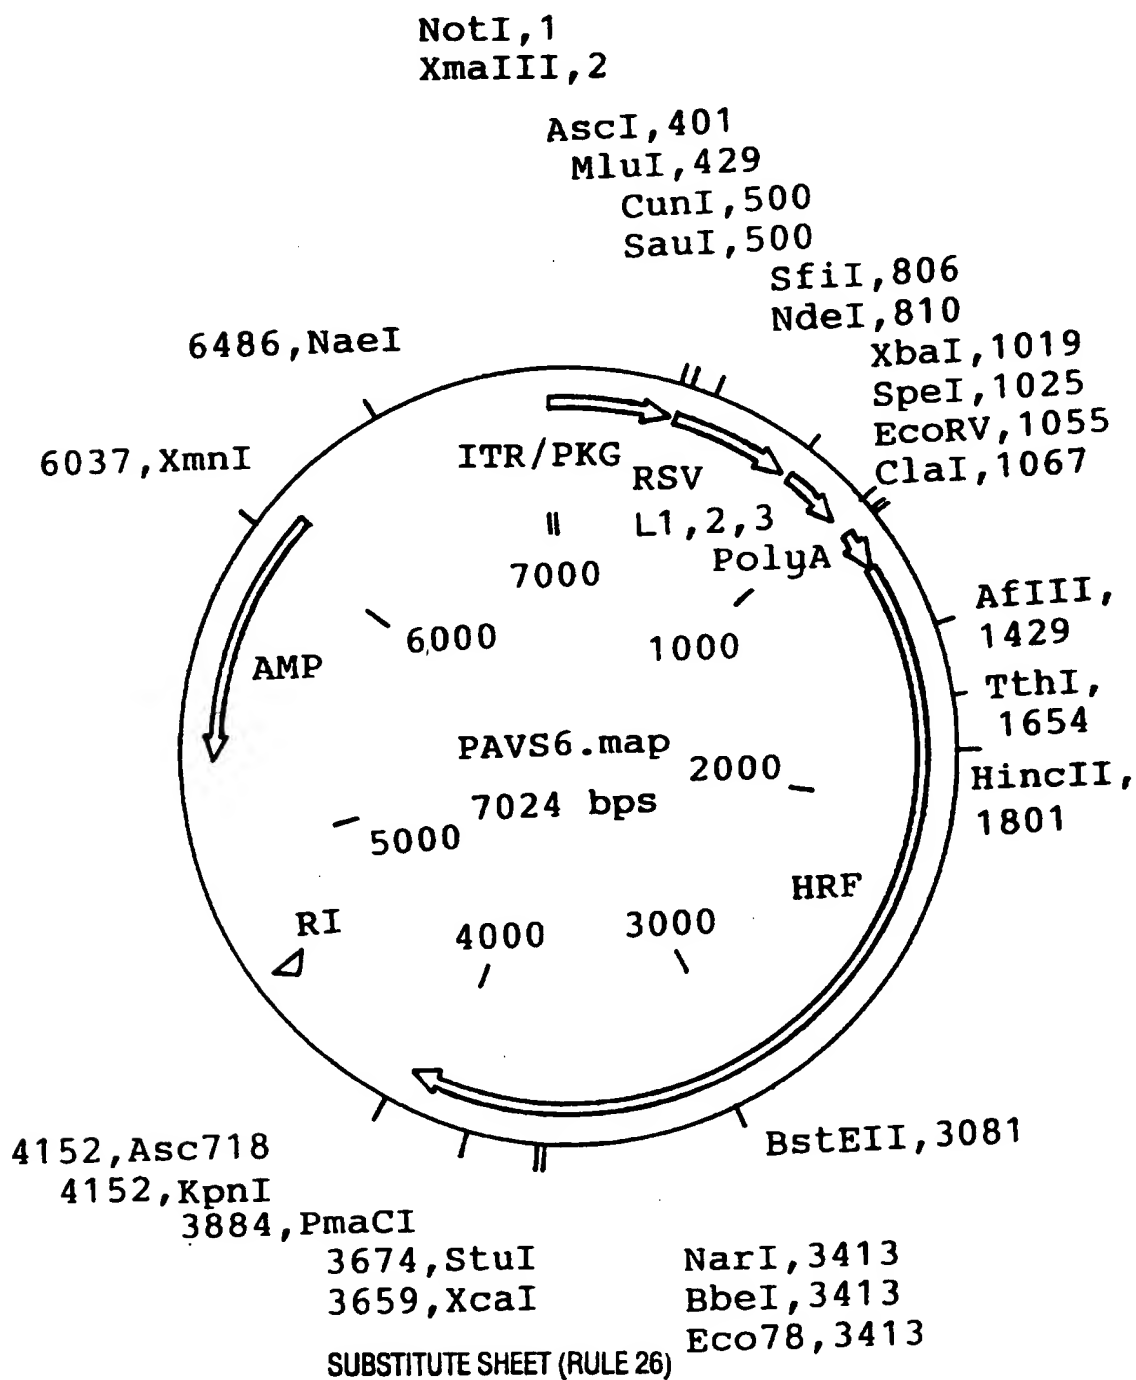 NotI,1
XmaIII,2
AscI,401
MluI,429
CunI,500
SauI,500
SfiI,806
NdeI,810
XbaI,1019
SpeI,1025
EcoRV,1055
ClaI,1067
6486,NaeI
6037,XmnI
ITR/PKG
RSV
L1,2,3
PolyA
7000
6,000
1000
AflII,
1429
TthI,
1654
HincII,
1801
AMP
PAVS6.map
7024 bps
2000
5000
HRF
RI
4000
3000
BstEII,3081
4152,Asc718
4152,KpnI
3884,PmaCI
3674,StuI
3659,XcaI
NarI,3413
BbeI,3413
Eco78,3413
SUBSTITUTE SHEET (RULE 26)